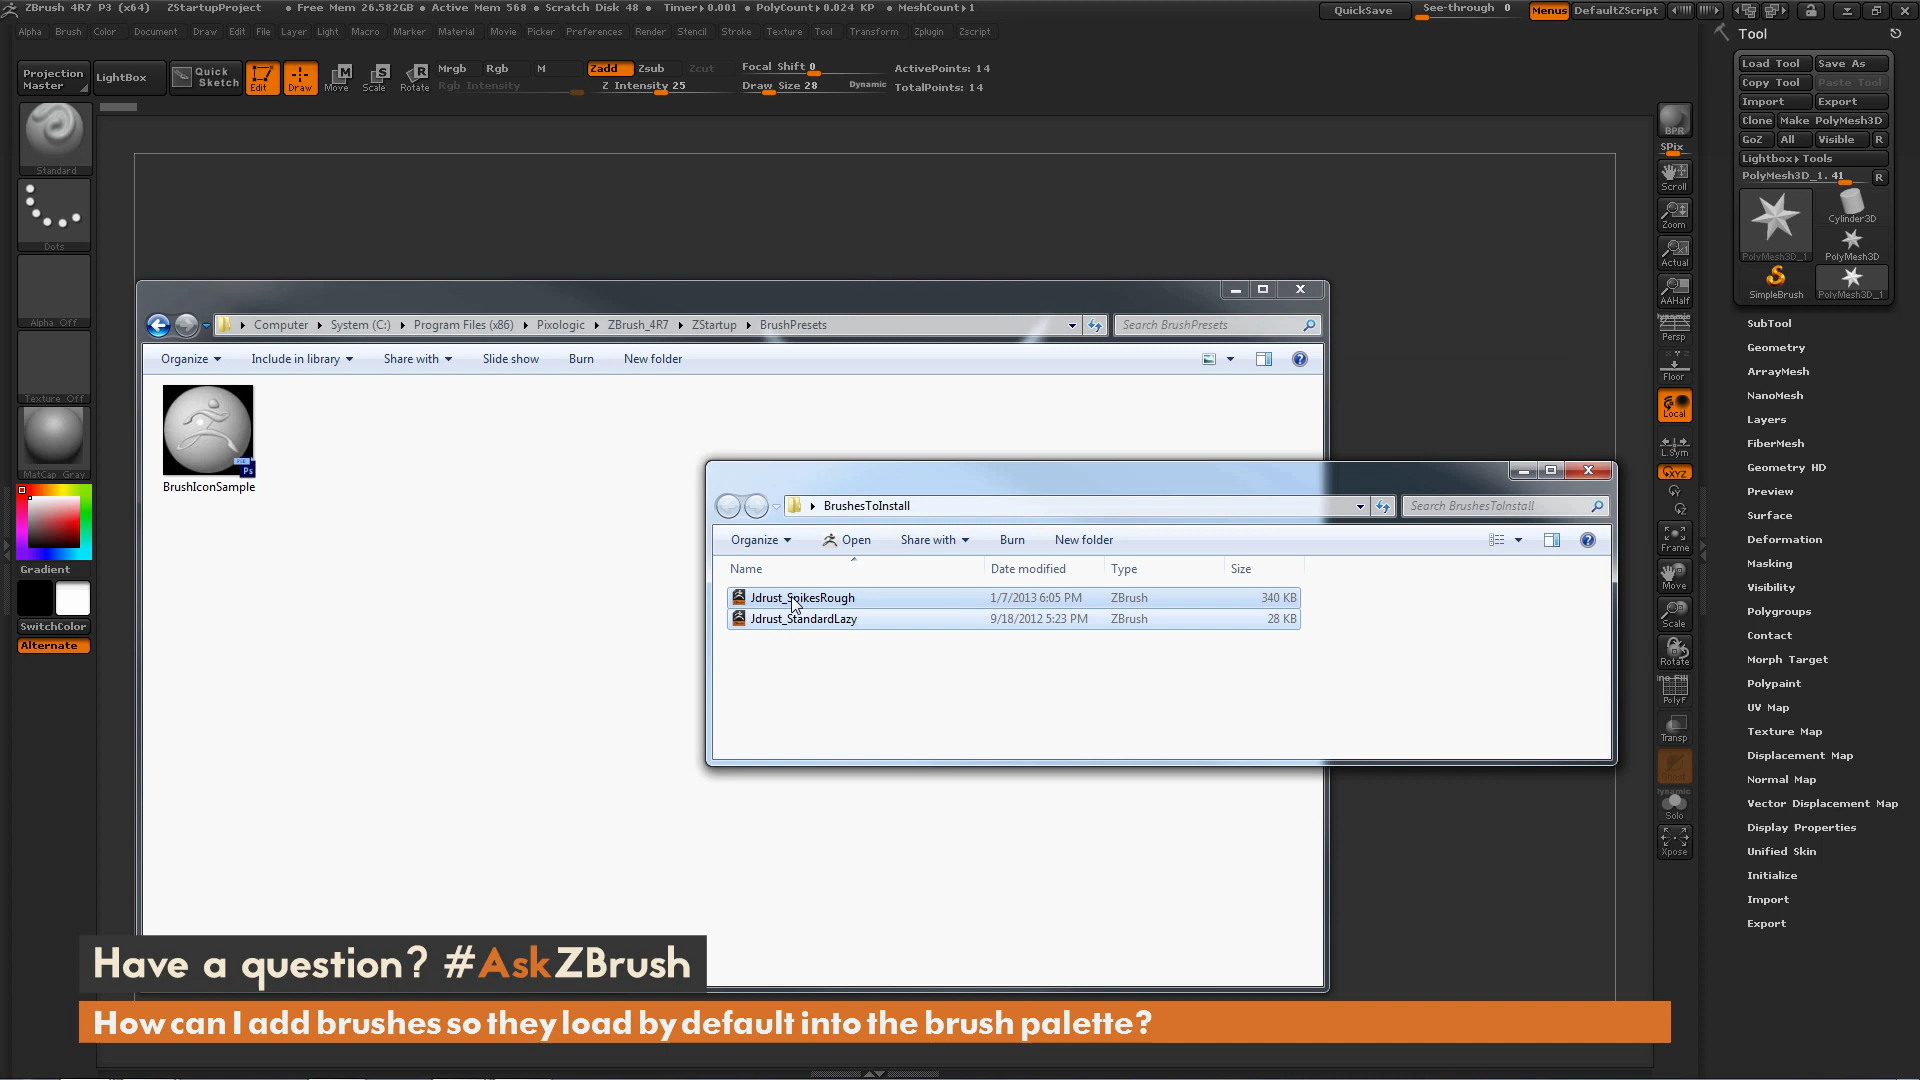 ZBrush 4R7 P3 (x64) ZStartupProject • Free Mem 26.582GB • Active Mem 568 • Scratch Disk 48 • Timer▸0.001 • PolyCount▸0.024 KP • MeshCount▸1 QuickSave See-through 0 Menus DefaultZScript
Alpha Brush Color Document Draw Edit File Layer Light Macro Marker Material Movie Picker Preferences Render Stencil Stroke Texture Tool Transform Zplugin Zscript
Projection Master
LightBox
Quick Sketch
Edit
Draw
Move
Scale
Rotate
Mrgb Rgb M Zadd Zsub Zcut
Rgb Intensity Z Intensity 25
Focal Shift 0
Draw Size 28 Dynamic
ActivePoints: 14
TotalPoints: 14
Standard
Dots
Alpha Off
Texture Off
MatCap Gray
Gradient
SwitchColor
Alternate
Computer System (C:) Program Files (x86) Pixologic ZBrush_4R7 ZStartup BrushPresets Search BrushPresets
Organize Include in library Share with Slide show Burn New folder
Ps
BrushIconSample
BrushesToInstall Search BrushesToInstall
Organize Open Share with Burn New folder
Name Date modified Type Size
Jdrust_SpikesRough 1/7/2013 6:05 PM ZBrush 340 KB
Jdrust_StandardLazy 9/18/2012 5:23 PM ZBrush 28 KB
BPR
SPix
Scroll
Zoom
Actual
AAHalf
Dynamic
Persp
Floor
Local
L.Sym
XYZ
Frame
Move
Scale
Rotate
PolyF
Transp
Ghost
Dynamic
Solo
Xpose
Tool
Load Tool Save As
Copy Tool Paste Tool
Import Export
Clone Make PolyMesh3D
GoZ All Visible R
Lightbox▸Tools
PolyMesh3D_1. 41 R
Cylinder3D
PolyMesh3D_1 PolyMesh3D
SimpleBrush PolyMesh3D_1
SubTool
Geometry
ArrayMesh
NanoMesh
Layers
FiberMesh
Geometry HD
Preview
Surface
Deformation
Masking
Visibility
Polygroups
Contact
Morph Target
Polypaint
UV Map
Texture Map
Displacement Map
Normal Map
Vector Displacement Map
Display Properties
Unified Skin
Initialize
Import
Export
Have a question? #AskZBrush
How can I add brushes so they load by default into the brush palette?